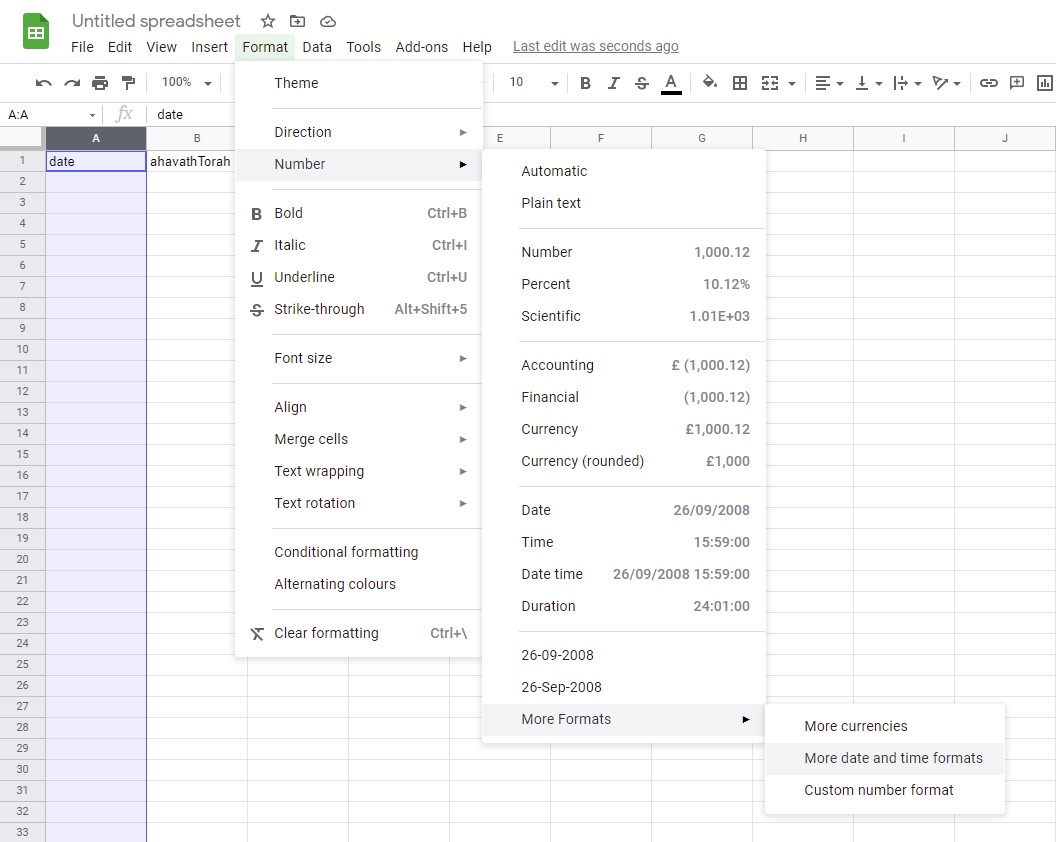 Untitled spreadsheet
File Edit View Insert Format Data Tools Add-ons Help Last edit was seconds ago
100% 10 B I S A
A:A fx date
A B E F G H I J
1 date ahavathTorah
2
3
4
5
6
7
8
9
10
11
12
13
14
15
16
17
18
19
20
21
22
23
24
25
26
27
28
29
30
31
32
33
Theme
Direction
Number
B Bold Ctrl+B
I Italic Ctrl+I
U Underline Ctrl+U
S Strike-through Alt+Shift+5
Font size
Align
Merge cells
Text wrapping
Text rotation
Conditional formatting
Alternating colours
Clear formatting Ctrl+\
Automatic
Plain text
Number 1,000.12
Percent 10.12%
Scientific 1.01E+03
Accounting £ (1,000.12)
Financial (1,000.12)
Currency £1,000.12
Currency (rounded) £1,000
Date 26/09/2008
Time 15:59:00
Date time 26/09/2008 15:59:00
Duration 24:01:00
26-09-2008
26-Sep-2008
More Formats
More currencies
More date and time formats
Custom number format